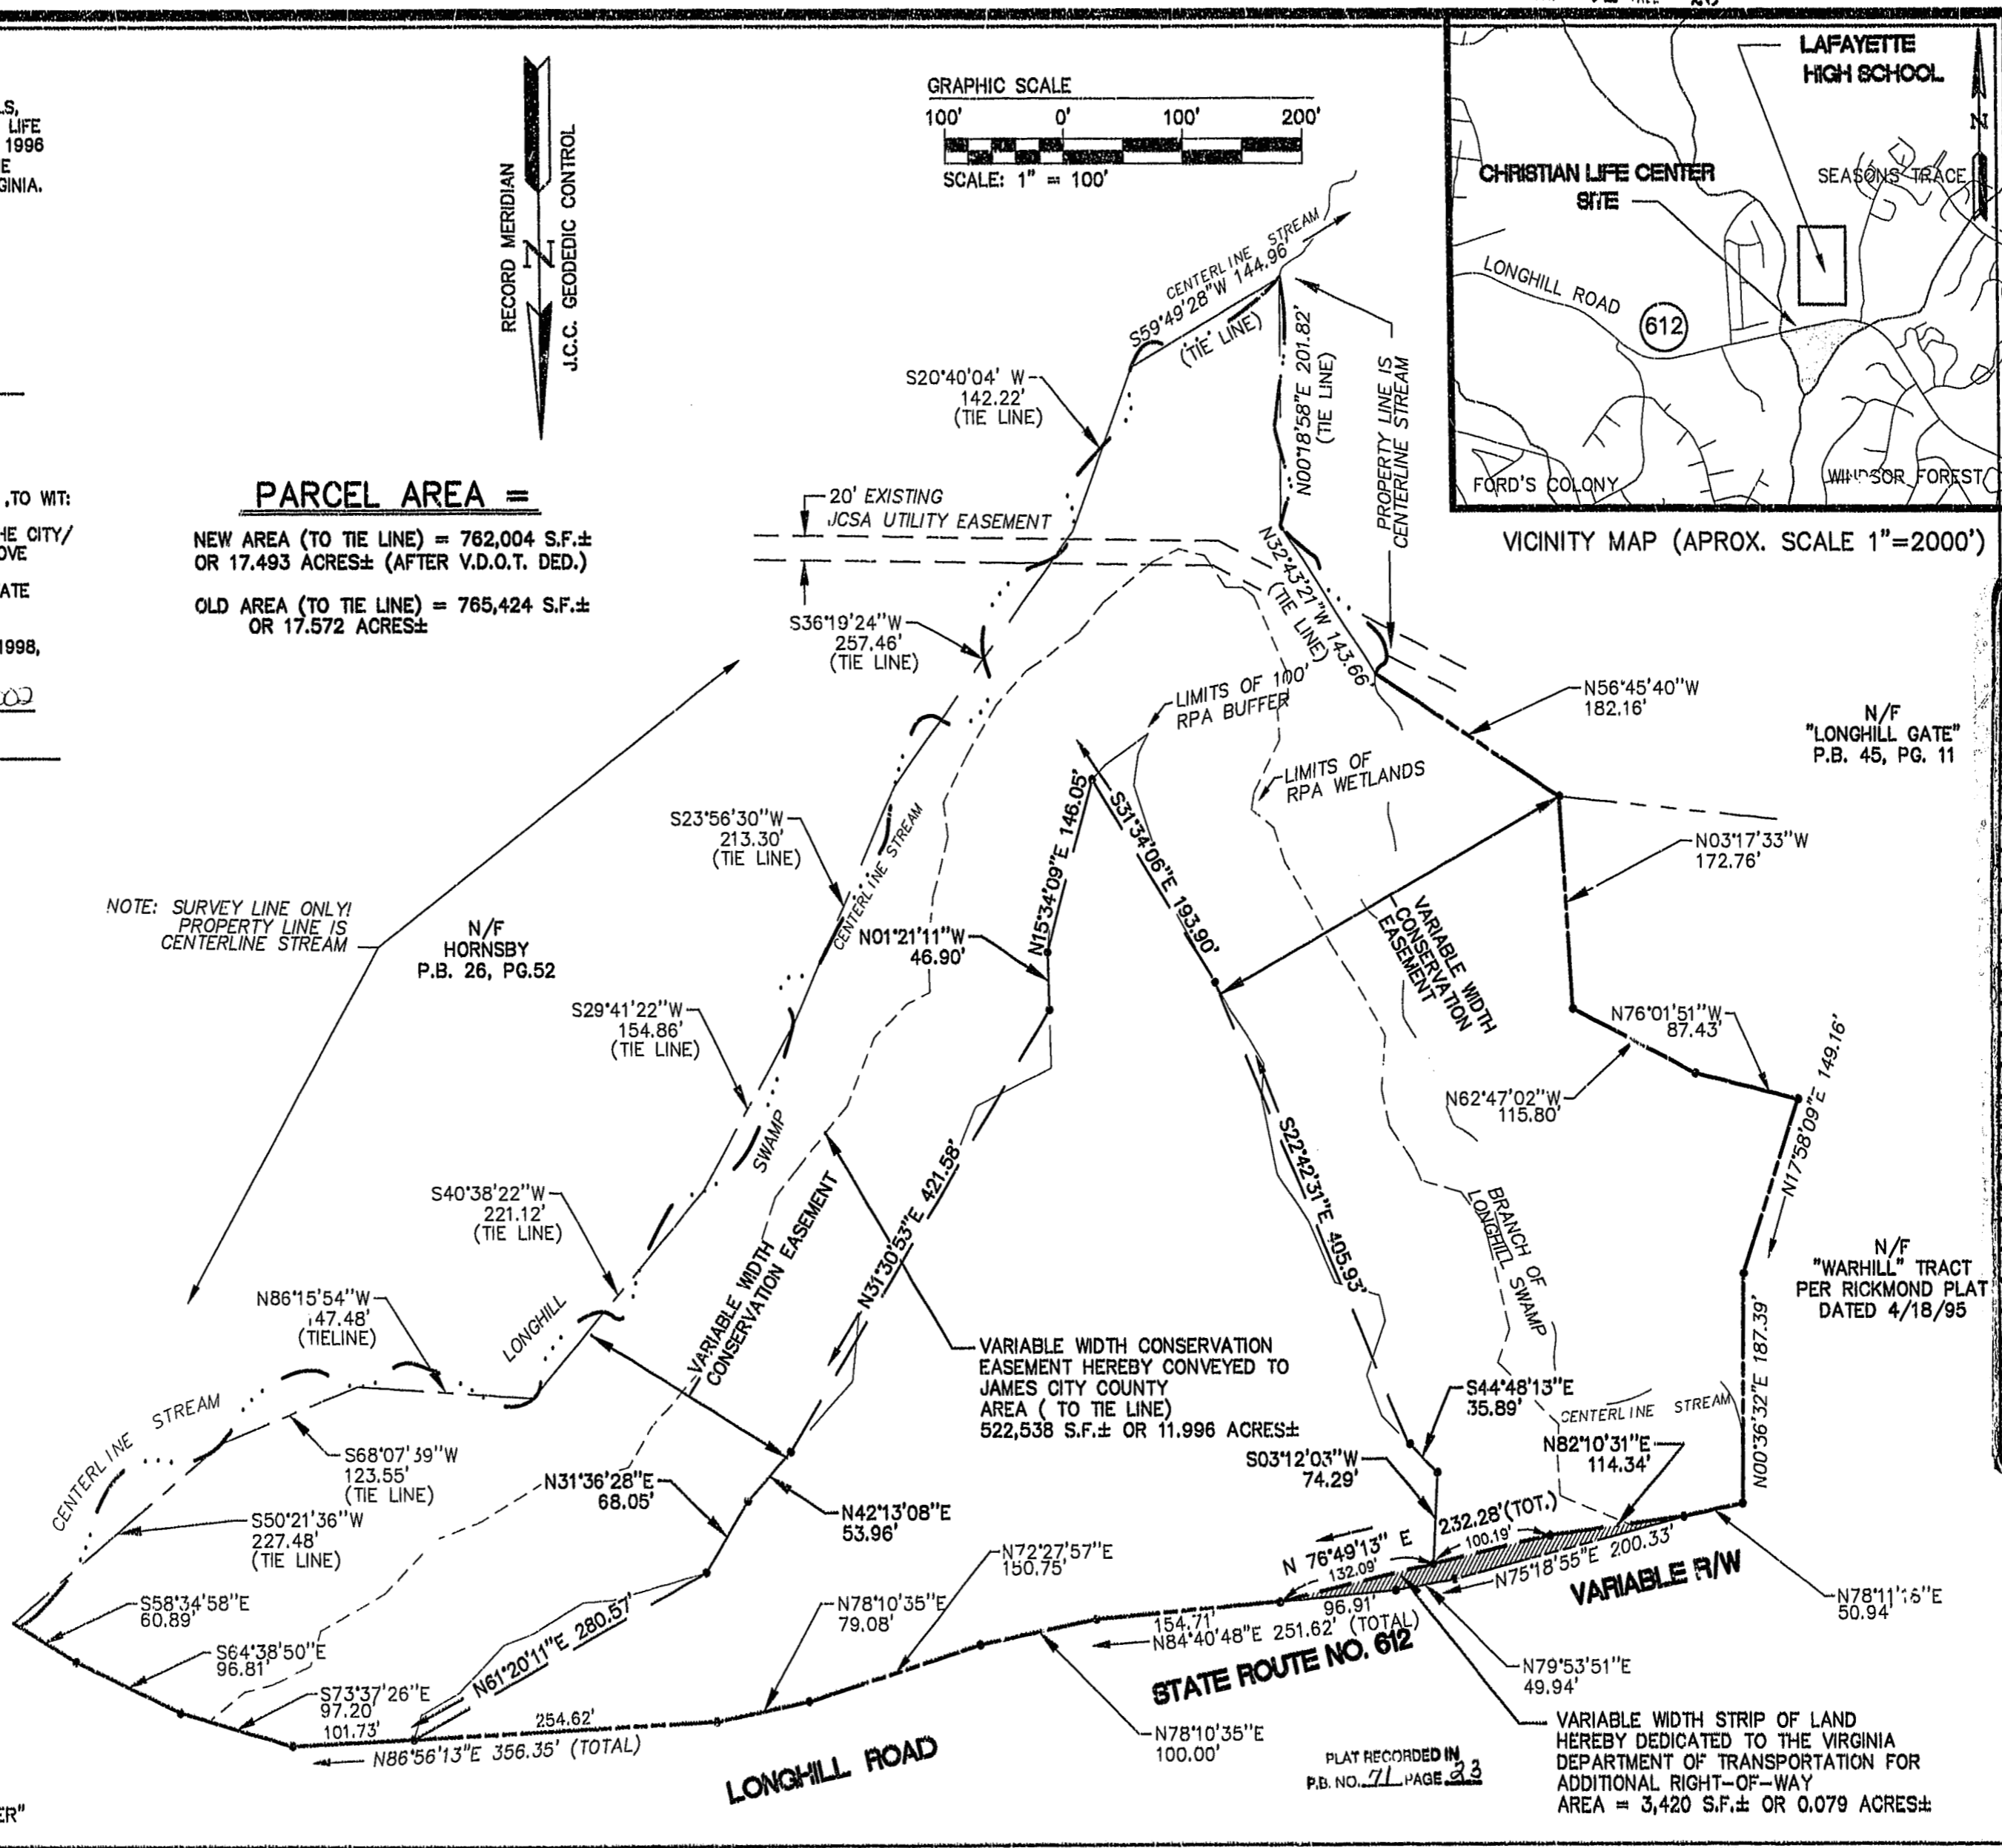 LS,
LIFE
1996
E
GINIA.
,TO WIT:
HE CITY/
OVE
ATE
1998,
002
ER"
RECORD MERIDIAN
N
J.C.C. GEODEDIC CONTROL
GRAPHIC SCALE
100' 0' 100' 200'
SCALE: 1" = 100'
LAFAYETTE
HIGH SCHOOL
N
CHRISTIAN LIFE CENTER
SITE
SEASONS TRACE
LONGHILL ROAD
612
FORD'S COLONY
WINDSOR FOREST
VICINITY MAP (APROX. SCALE 1"=2000')
PARCEL AREA =
NEW AREA (TO TIE LINE) = 762,004 S.F.±
OR 17.493 ACRES± (AFTER V.D.O.T. DED.)
OLD AREA (TO TIE LINE) = 765,424 S.F.±
OR 17.572 ACRES±
CENTERLINE STREAM
S59°49'28"W 144.96'
(TIE LINE)
N00°18'58"E 201.82'
(TIE LINE)
PROPERTY LINE IS
CENTERLINE STREAM
S20°40'04' W
142.22'
(TIE LINE)
20' EXISTING
JCSA UTILITY EASEMENT
N32°43'21"W 143.66'
(TIE LINE)
S36°19'24"W
257.46'
(TIE LINE)
LIMITS OF 100'
RPA BUFFER
N56°45'40"W
182.16'
N/F
"LONGHILL GATE"
P.B. 45, PG. 11
LIMITS OF
RPA WETLANDS
S23°56'30"W
213.30'
(TIE LINE)
CENTERLINE STREAM
N15°34'09"E 146.05'
S31°34'06"E 193.90'
N03°17'33"W
172.76'
NOTE: SURVEY LINE ONLY!
PROPERTY LINE IS
CENTERLINE STREAM
N/F
HORNSBY
P.B. 26, PG.52
N01°21'11"W
46.90'
VARIABLE WIDTH
CONSERVATION
EASEMENT
S29°41'22"W
154.86'
(TIE LINE)
N76°01'51"W
87.43'
N62°47'02"W
115.80'
N17°58'09"E 149.16'
SWAMP
S40°38'22"W
221.12'
(TIE LINE)
VARIABLE WIDTH
CONSERVATION EASEMENT
N31°30'53"E 421.58'
S22°42'31"E 405.93'
BRANCH OF
LONGHILL SWAMP
N/F
"WARHILL" TRACT
PER RICKMOND PLAT
DATED 4/18/95
N86°15'54"W
147.48'
(TIELINE)
LONGHILL
VARIABLE WIDTH CONSERVATION
EASEMENT HEREBY CONVEYED TO
JAMES CITY COUNTY
AREA ( TO TIE LINE)
522,538 S.F.± OR 11.996 ACRES±
N00°36'32"E 187.39'
CENTERLINE STREAM
S44°48'13"E
35.89'
CENTERLINE STREAM
S68°07'39"W
123.55'
(TIE LINE)
S03°12'03"W
74.29'
N82°10'31"E
114.34'
N31°36'28"E
68.05'
N42°13'08"E
53.96'
S50°21'36"W
227.48'
(TIE LINE)
N 76°49'13" E 232.28'(TOT.)
132.09' 100.19'
N72°27'57"E
150.75'
N75°18'55"E 200.33'
VARIABLE R/W
S58°34'58"E
60.89'
S64°38'50"E
96.81'
N61°20'11"E 280.57'
N78°10'35"E
79.08'
154.71' 96.91'
N84°40'48"E 251.62' (TOTAL)
STATE ROUTE NO. 612
N78°11'16"E
50.94'
S73°37'26"E
97.20'
101.73' 254.62'
N86°56'13"E 356.35' (TOTAL)
LONGHILL ROAD
N78°10'35"E
100.00'
N79°53'51"E
49.94'
PLAT RECORDED IN
P.B. NO. 71 PAGE 23
VARIABLE WIDTH STRIP OF LAND
HEREBY DEDICATED TO THE VIRGINIA
DEPARTMENT OF TRANSPORTATION FOR
ADDITIONAL RIGHT-OF-WAY
AREA = 3,420 S.F.± OR 0.079 ACRES±